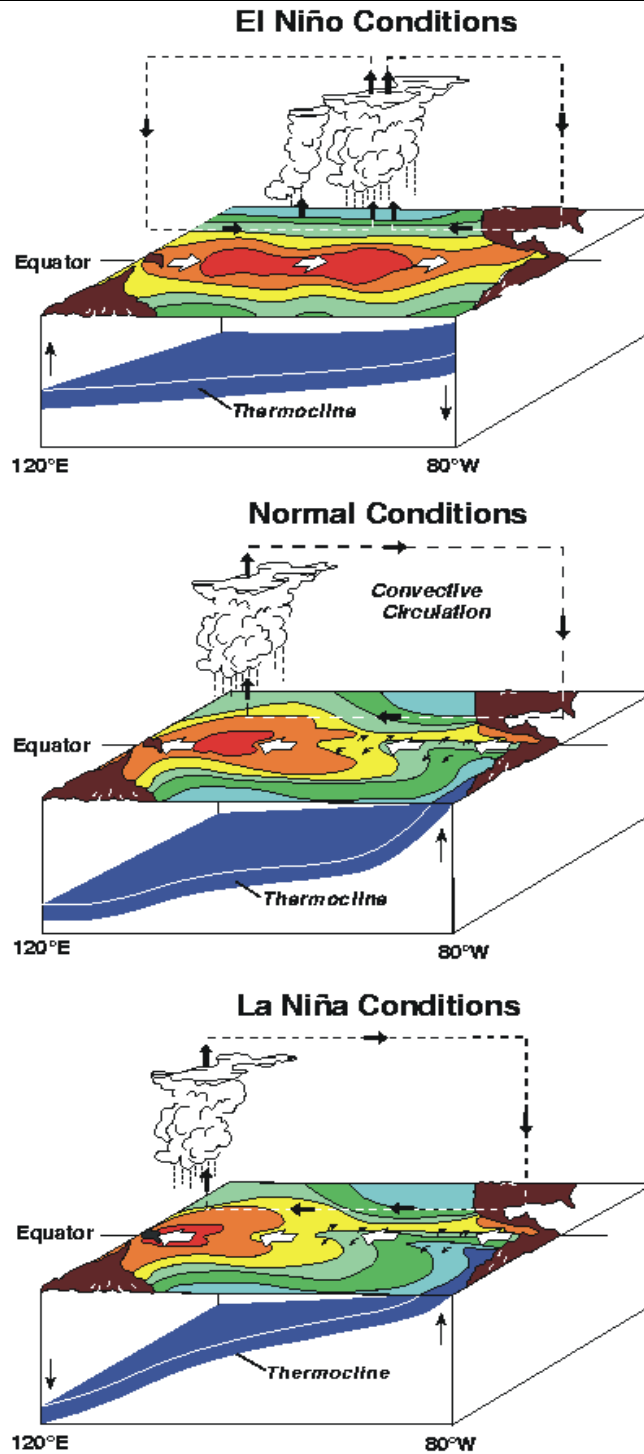 El Niño Conditions
Equator
Thermocline
120°E 80°W
Normal Conditions
Convective
Circulation
Equator
Thermocline
120°E 80°W
La Niña Conditions
Equator
Thermocline
120°E 80°W